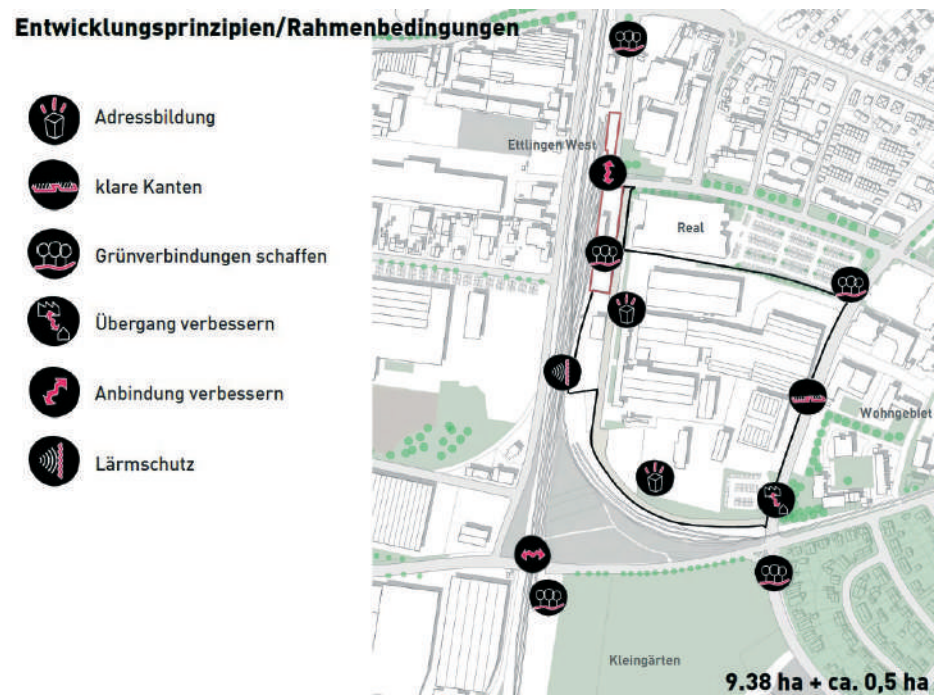 Entwicklungsprinzipien/Rahmenbedingungen
Adressbildung
klare Kanten
Grünverbindungen schaffen
Übergang verbessern
Anbindung verbessern
Lärmschutz
Ettlingen West
Real
Wohngebiet
Kleingärten
9.38 ha + ca. 0,5 ha